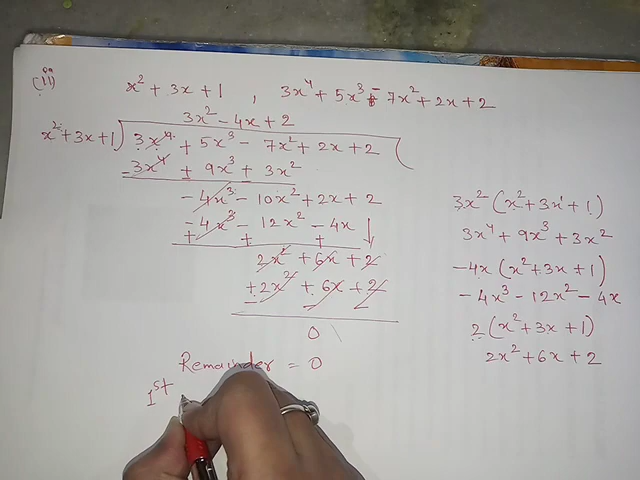 (ii) x² + 3x + 1 , 3x⁴ + 5x³ - 7x² + 2x + 2
3x² - 4x + 2
x² + 3x + 1 ) 3x⁴ + 5x³ - 7x² + 2x + 2
3x⁴ + 9x³ + 3x²
- - -
- 4x³ - 10x² + 2x + 2
- 4x³ - 12x² - 4x
+ + +
2x² + 6x + 2
+ 2x² + 6x + 2
- - -
0
Remainder = 0
1st
3x² (x² + 3x + 1)
3x⁴ + 9x³ + 3x²
- 4x (x² + 3x + 1)
- 4x³ - 12x² - 4x
2 (x² + 3x + 1)
2x² + 6x + 2